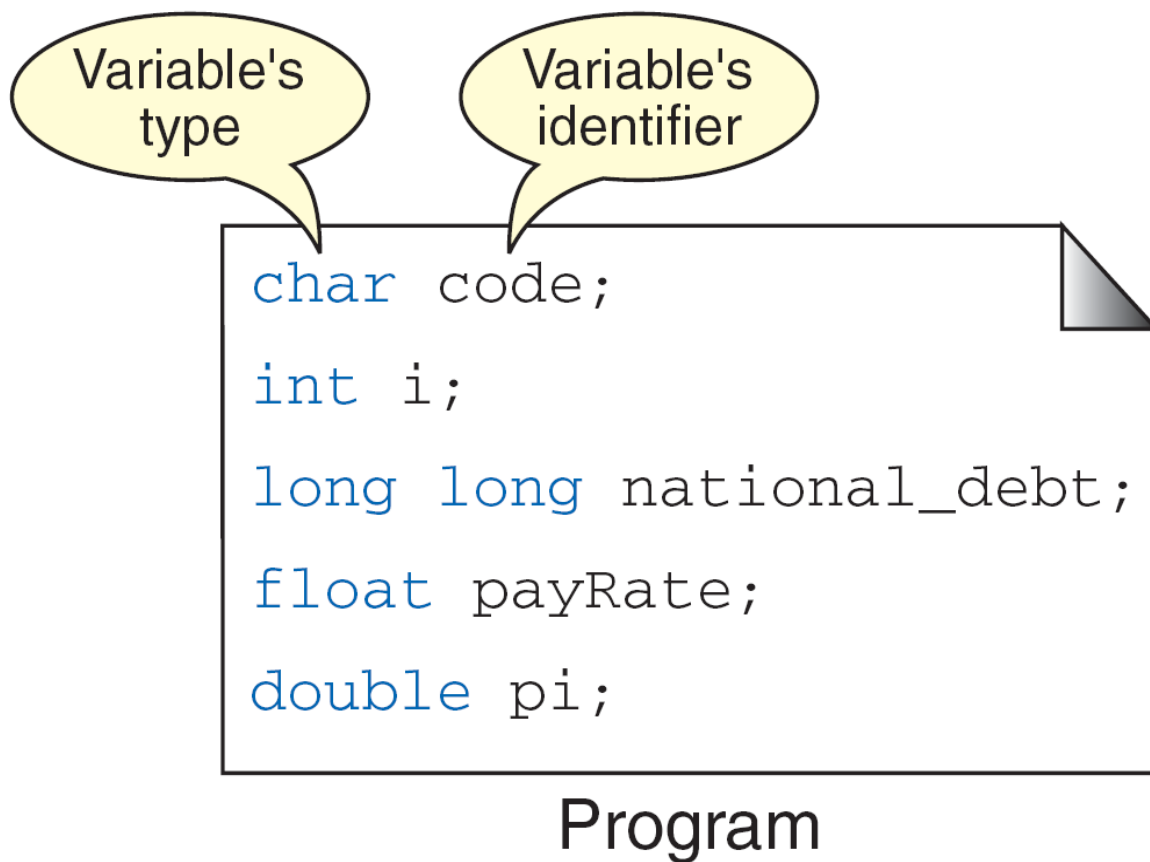 Variable's
type
Variable's
identifier
char code;
int i;
long long national_debt;
float payRate;
double pi;
Program